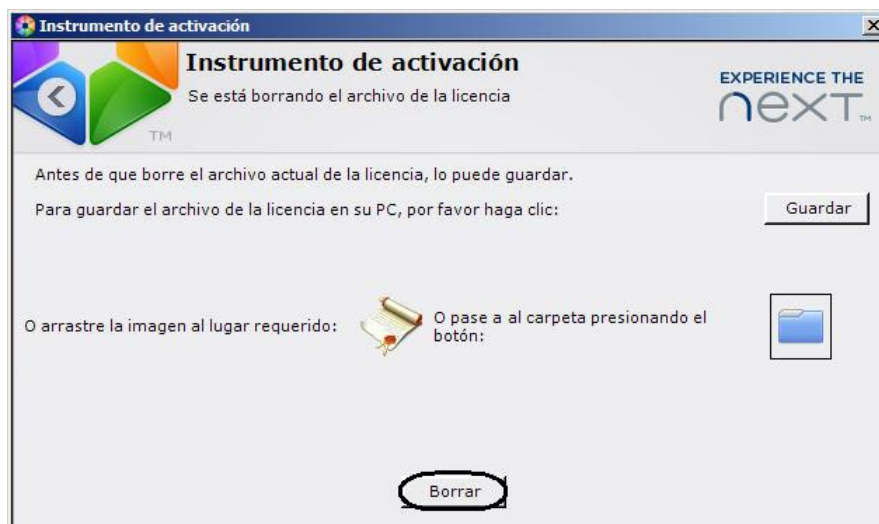 Instrumento de activación
Instrumento de activación
Se está borrando el archivo de la licencia
EXPERIENCE THE
next™
TM
Antes de que borre el archivo actual de la licencia, lo puede guardar.
Para guardar el archivo de la licencia en su PC, por favor haga clic:
Guardar
O arrastre la imagen al lugar requerido:
O pase a al carpeta presionando el
botón:
Borrar